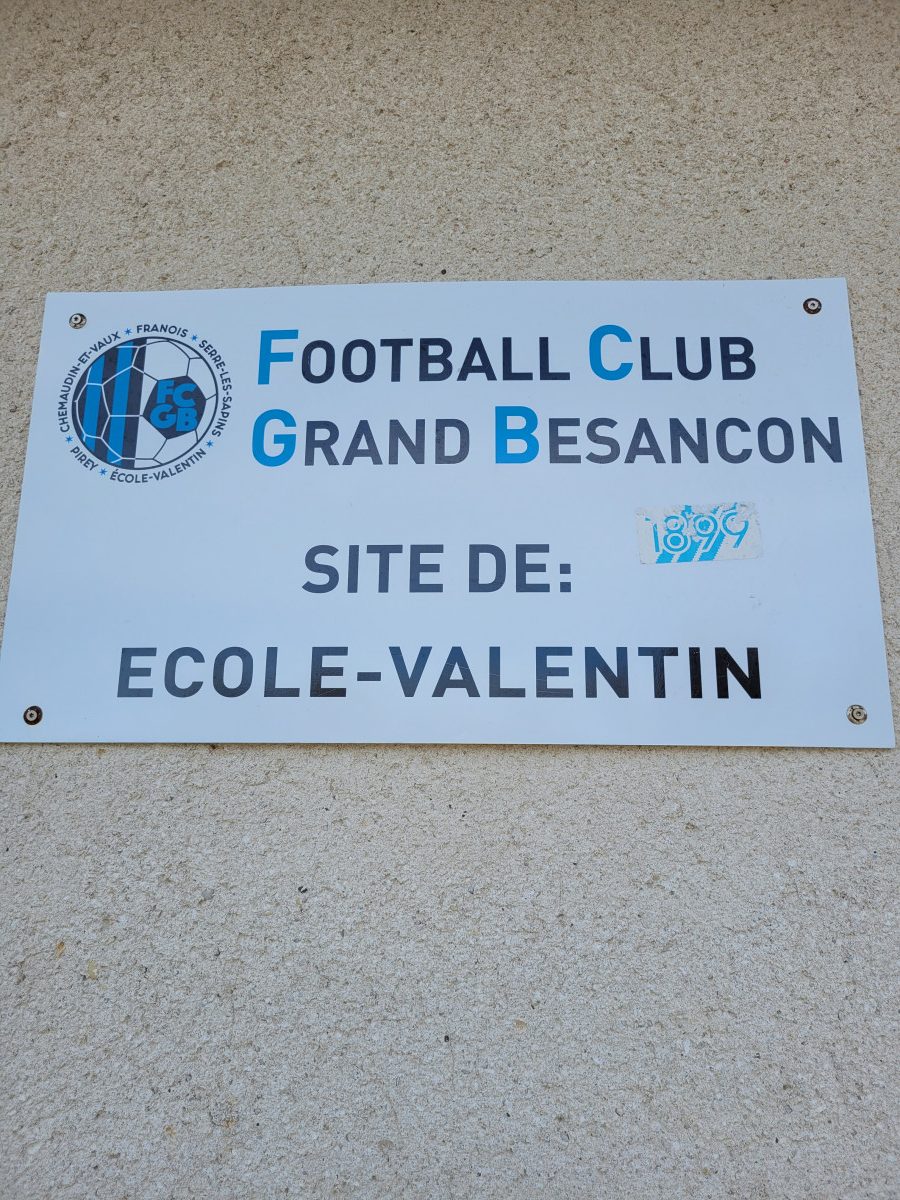 CHEMAUDIN-ET-VAUX * FRANOIS * SERRE-LES-SAPINS * ÉCOLE-VALENTIN * PIREY *
FC
GB
FOOTBALL CLUB
GRAND BESANCON
1899
SITE DE:
ECOLE-VALENTIN